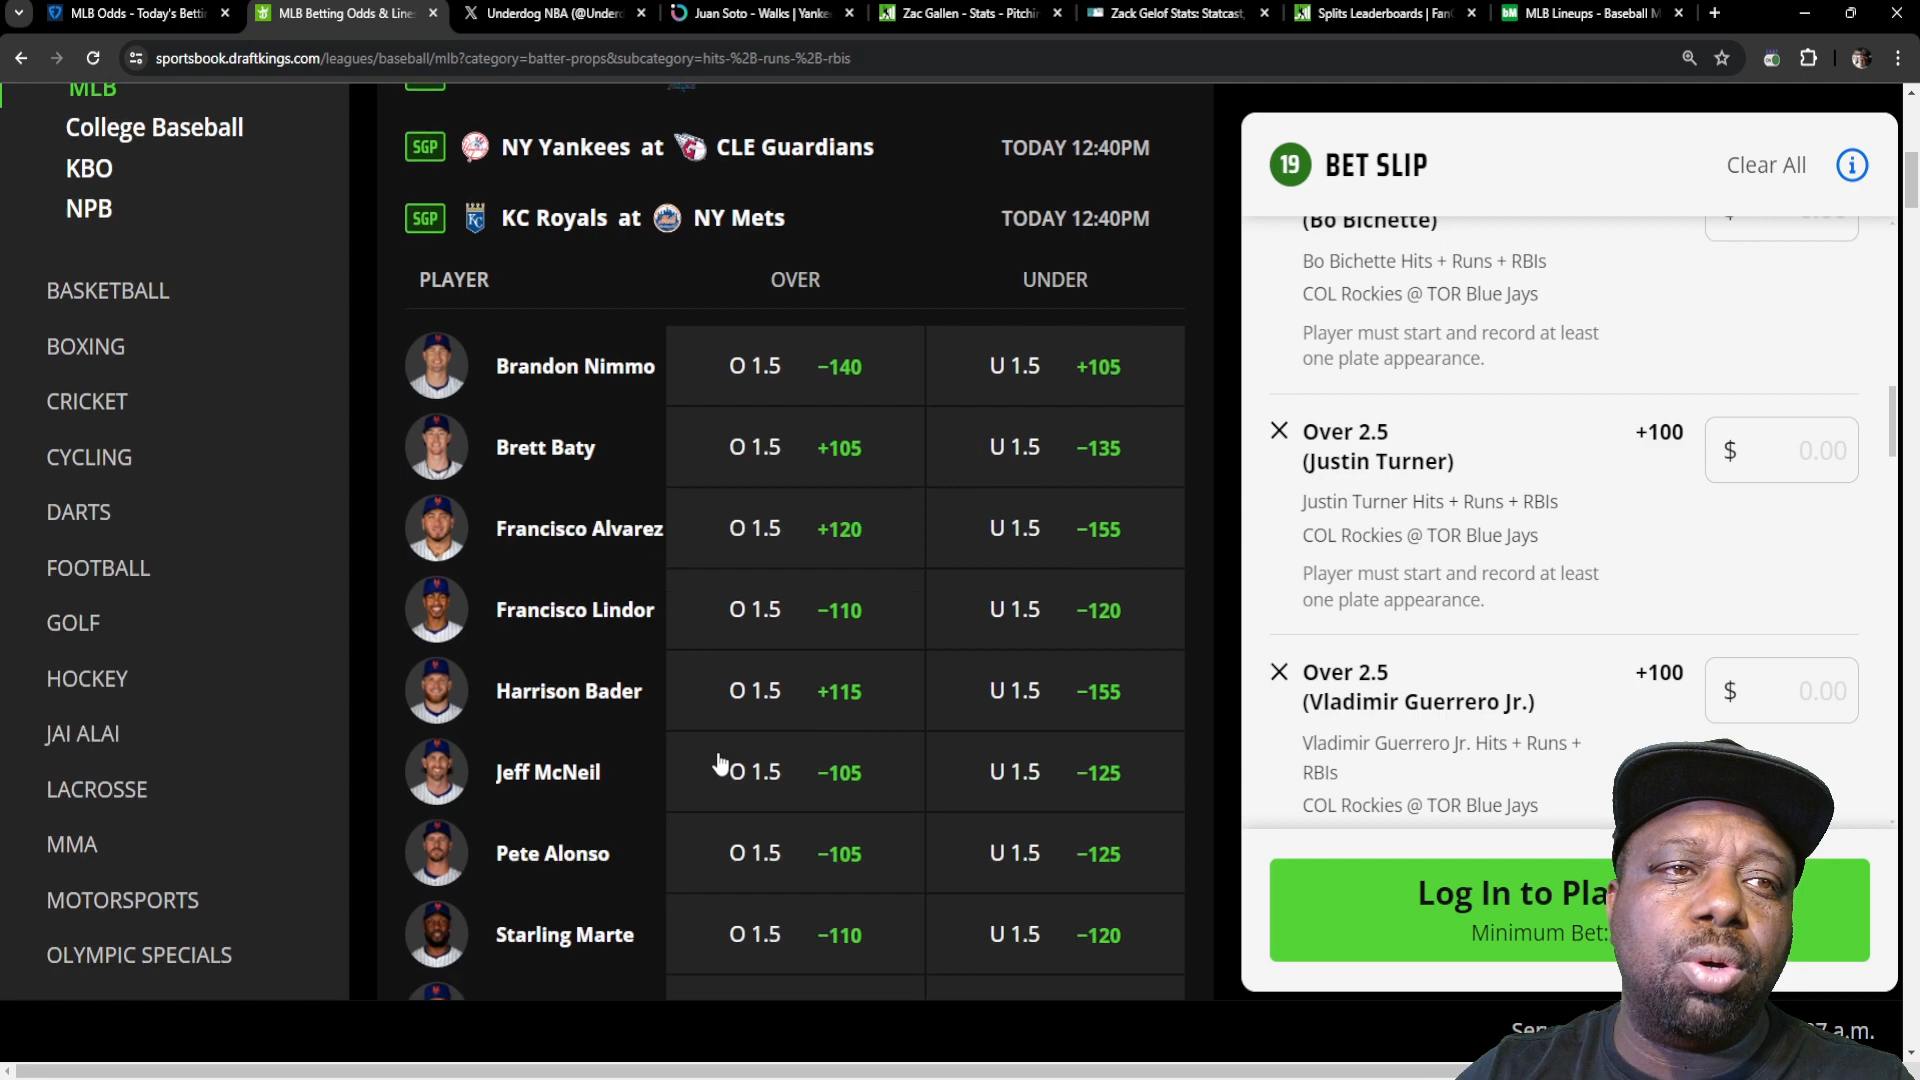 MLB Odds - Today's Betti
MLB Betting Odds & Line
Underdog NBA (@Under
Juan Soto - Walks | Yanke
Zac Gallen - Stats - Pitchi
Zack Gelof Stats: Statcast,
Splits Leaderboards | Fan
MLB Lineups - Baseball M
sportsbook.draftkings.com/leagues/baseball/mlb?category=batter-props&subcategory=hits-%2B-runs-%2B-rbis
MLB
College Baseball
KBO
NPB
BASKETBALL
BOXING
CRICKET
CYCLING
DARTS
FOOTBALL
GOLF
HOCKEY
JAI ALAI
LACROSSE
MMA
MOTORSPORTS
OLYMPIC SPECIALS
SGP NY Yankees at CLE Guardians TODAY 12:40PM
SGP KC Royals at NY Mets TODAY 12:40PM
PLAYER OVER UNDER
Brandon Nimmo O 1.5 −140 U 1.5 +105
Brett Baty O 1.5 +105 U 1.5 −135
Francisco Alvarez O 1.5 +120 U 1.5 −155
Francisco Lindor O 1.5 −110 U 1.5 −120
Harrison Bader O 1.5 +115 U 1.5 −155
Jeff McNeil O 1.5 −105 U 1.5 −125
Pete Alonso O 1.5 −105 U 1.5 −125
Starling Marte O 1.5 −110 U 1.5 −120
19 BET SLIP Clear All
(Bo Bichette)
Bo Bichette Hits + Runs + RBIs
COL Rockies @ TOR Blue Jays
Player must start and record at least
one plate appearance.
Over 2.5 +100 $ 0.00
(Justin Turner)
Justin Turner Hits + Runs + RBIs
COL Rockies @ TOR Blue Jays
Player must start and record at least
one plate appearance.
Over 2.5 +100 $ 0.00
(Vladimir Guerrero Jr.)
Vladimir Guerrero Jr. Hits + Runs +
RBIs
COL Rockies @ TOR Blue Jays
Log In to Pla
Minimum Bet:
Ser
7 a.m.